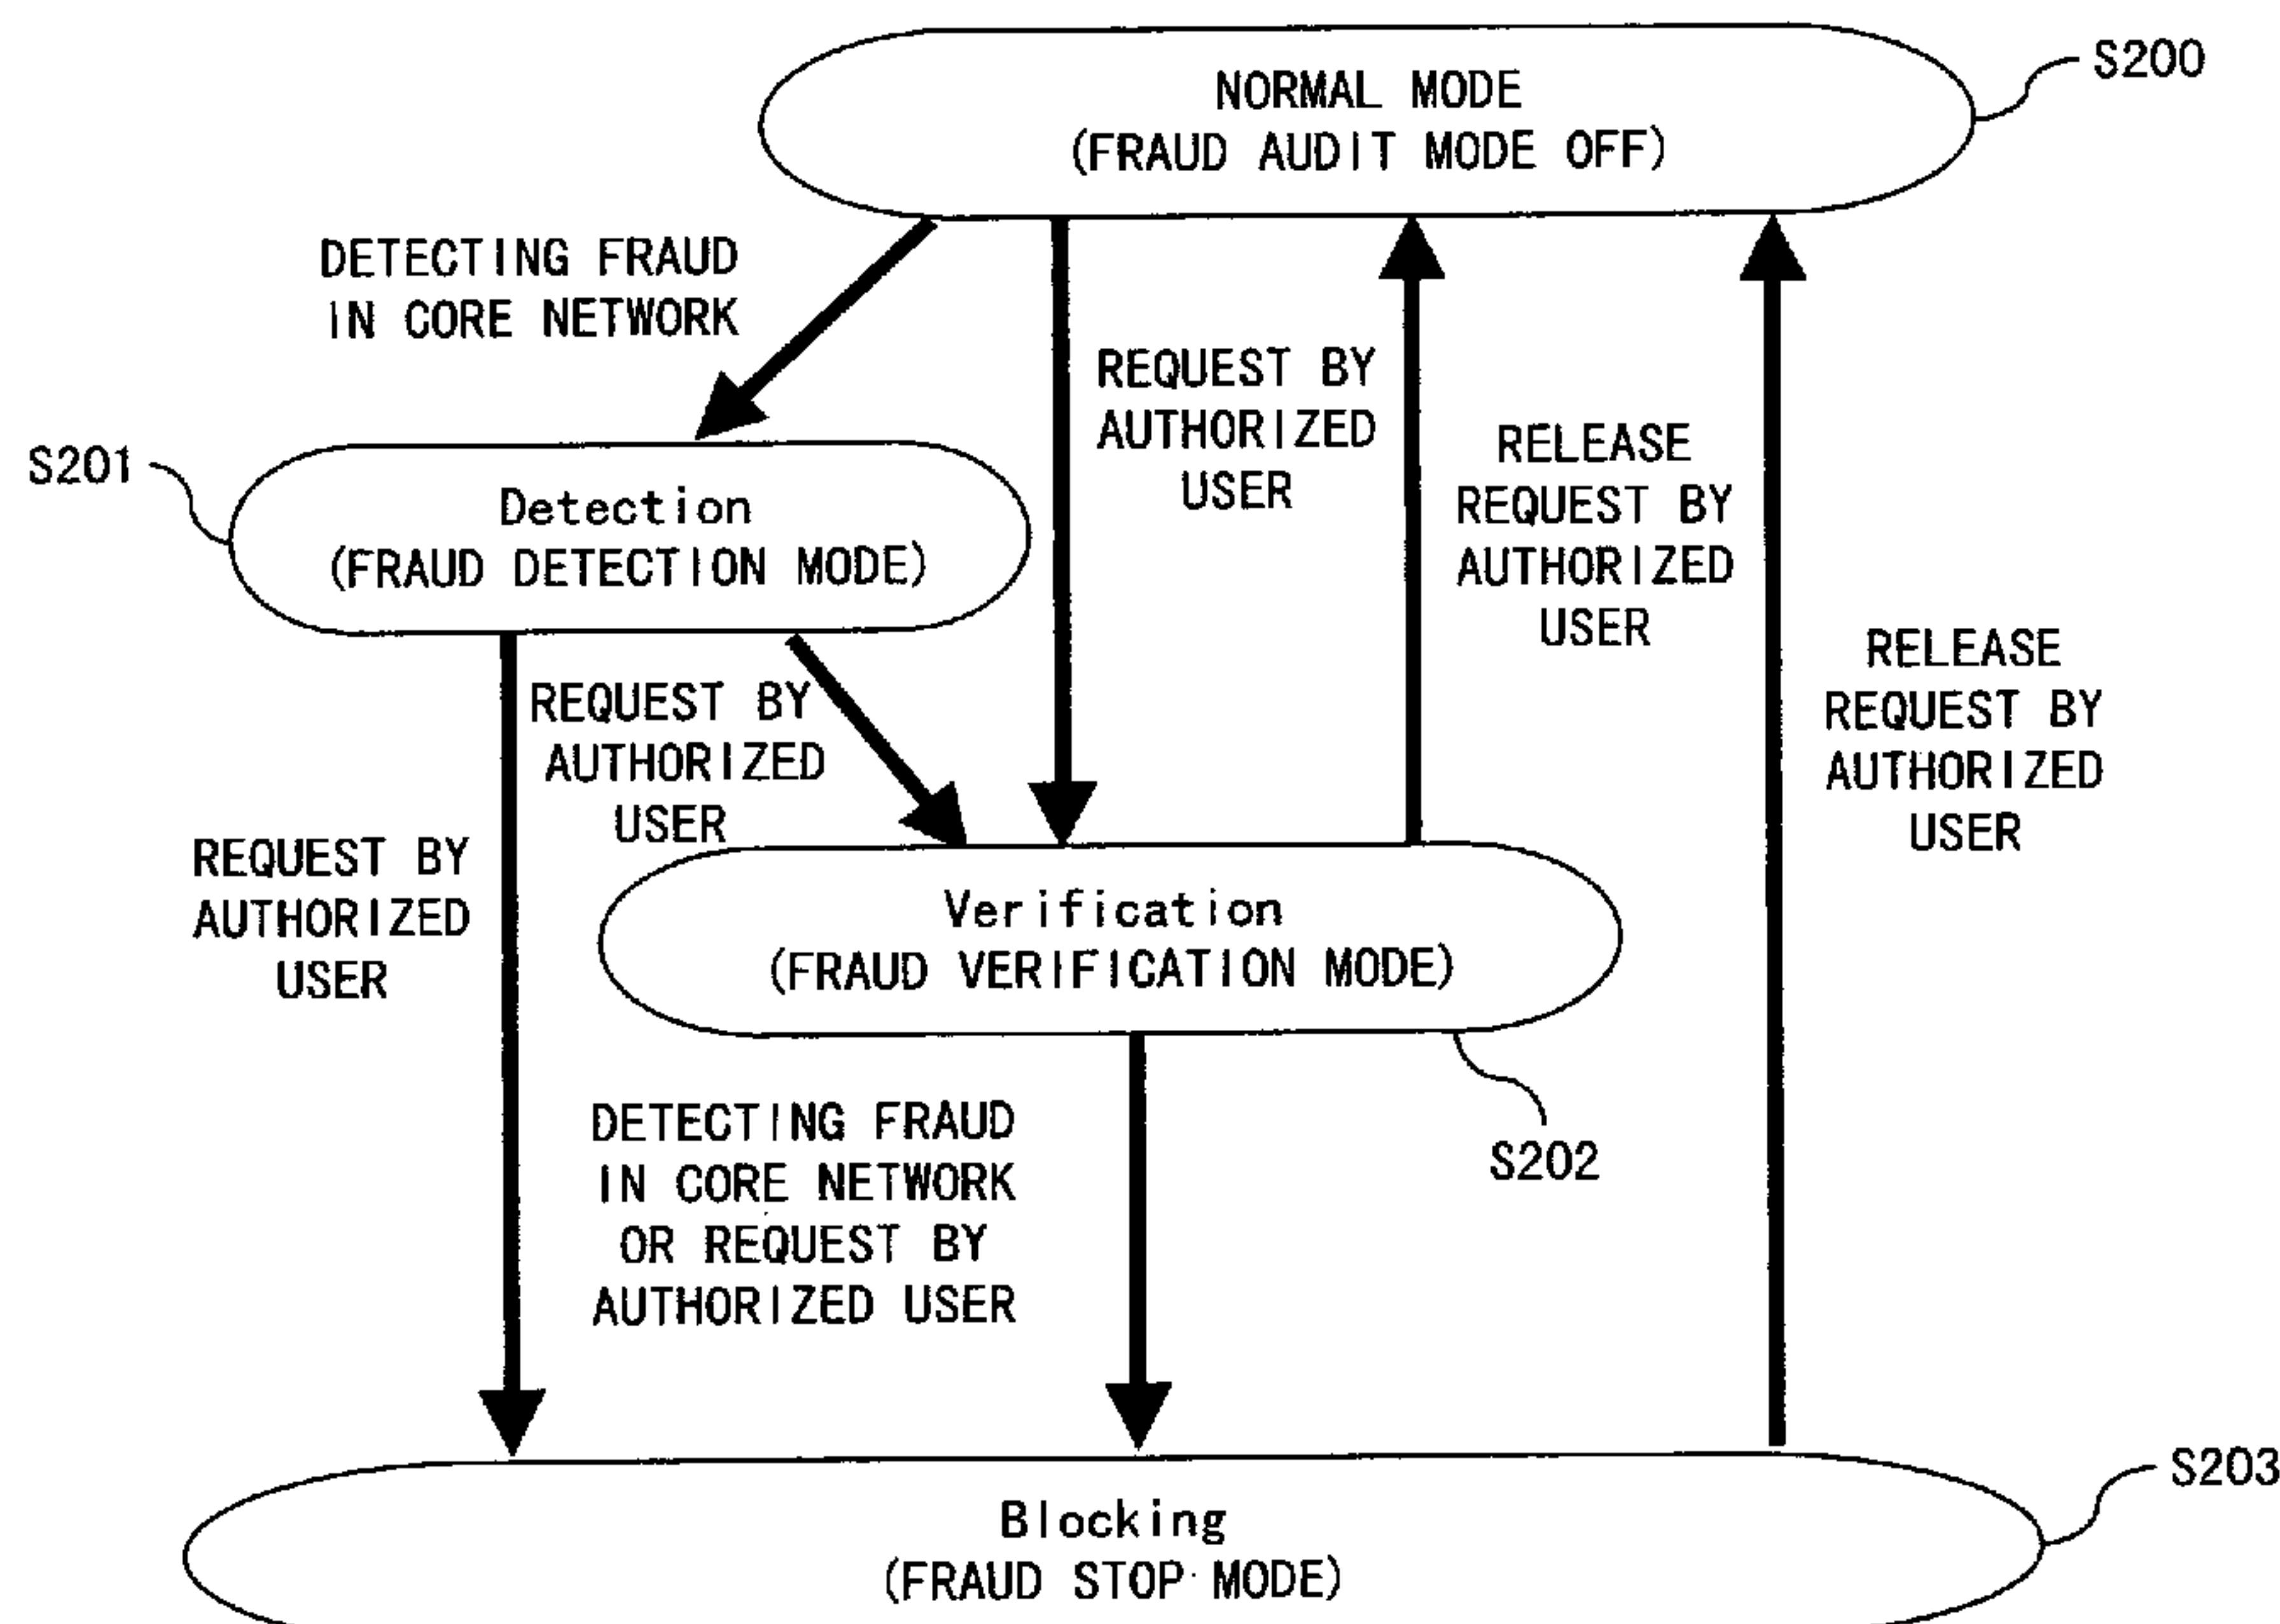 S200
NORMAL MODE
(FRAUD AUDIT MODE OFF)
DETECTING FRAUD
IN CORE NETWORK
REQUEST BY
AUTHORIZED
USER
RELEASE
REQUEST BY
AUTHORIZED
USER
RELEASE
REQUEST BY
AUTHORIZED
USER
S201
Detection
(FRAUD DETECTION MODE)
REQUEST BY
AUTHORIZED
USER
REQUEST BY
AUTHORIZED
USER
Verification
(FRAUD VERIFICATION MODE)
S202
DETECTING FRAUD
IN CORE NETWORK
OR REQUEST BY
AUTHORIZED USER
S203
Blocking
(FRAUD STOP MODE)